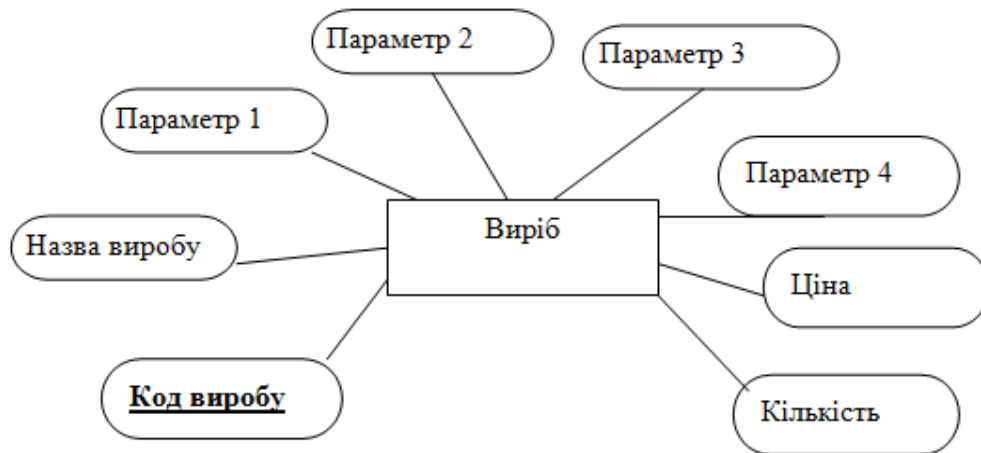 Параметр 2
Параметр 3
Параметр 1
Параметр 4
Виріб
Назва виробу
Ціна
Код виробу
Кількість